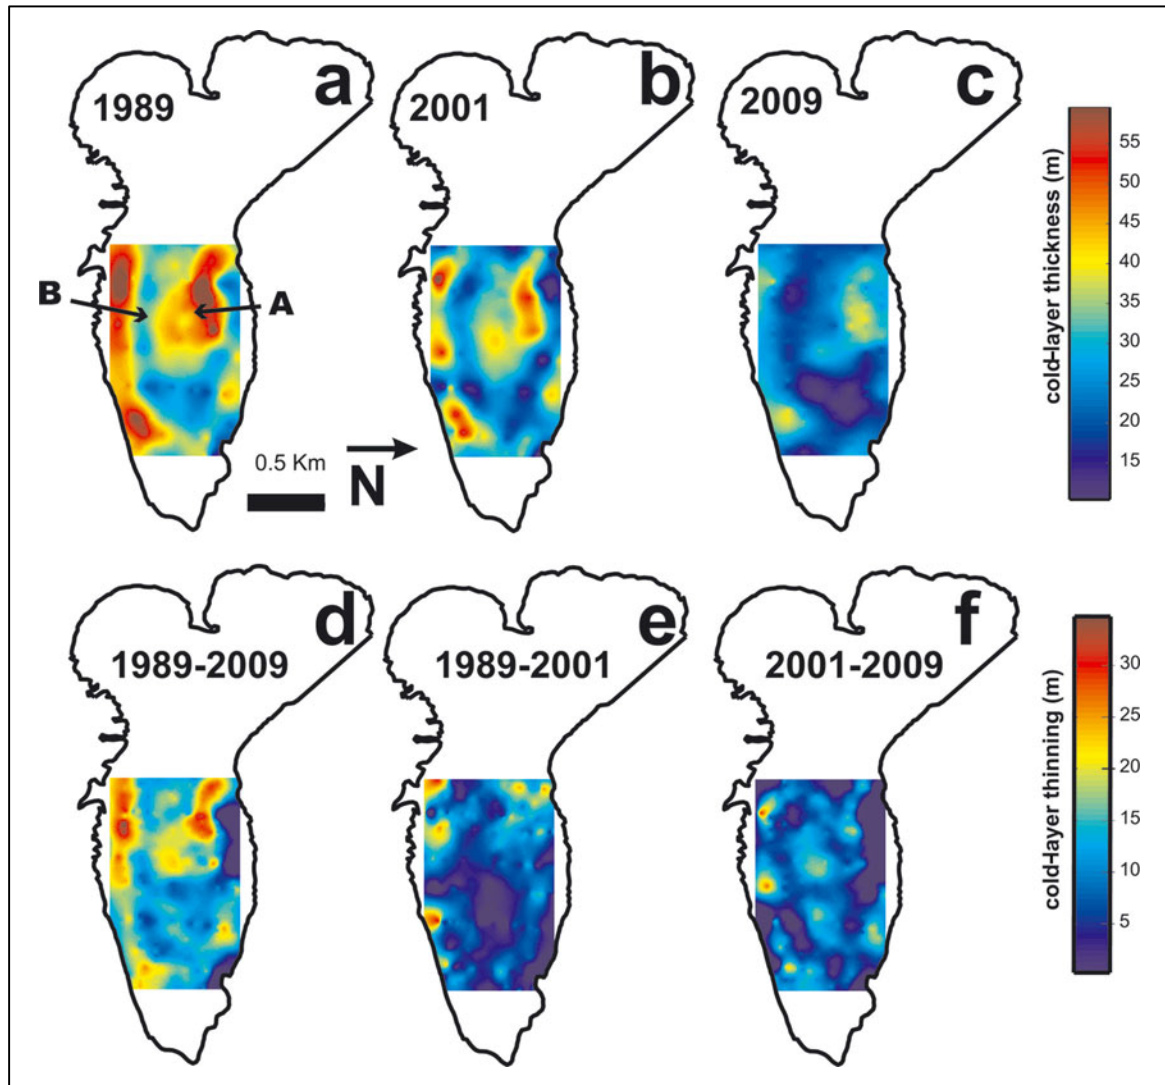 a
b
c
1989
2001
2009
cold-layer thickness (m)
55
50
45
40
35
30
25
20
15
B
A
0.5 Km
N
d
e
f
1989-2009
1989-2001
2001-2009
cold-layer thinning (m)
30
25
20
15
10
5